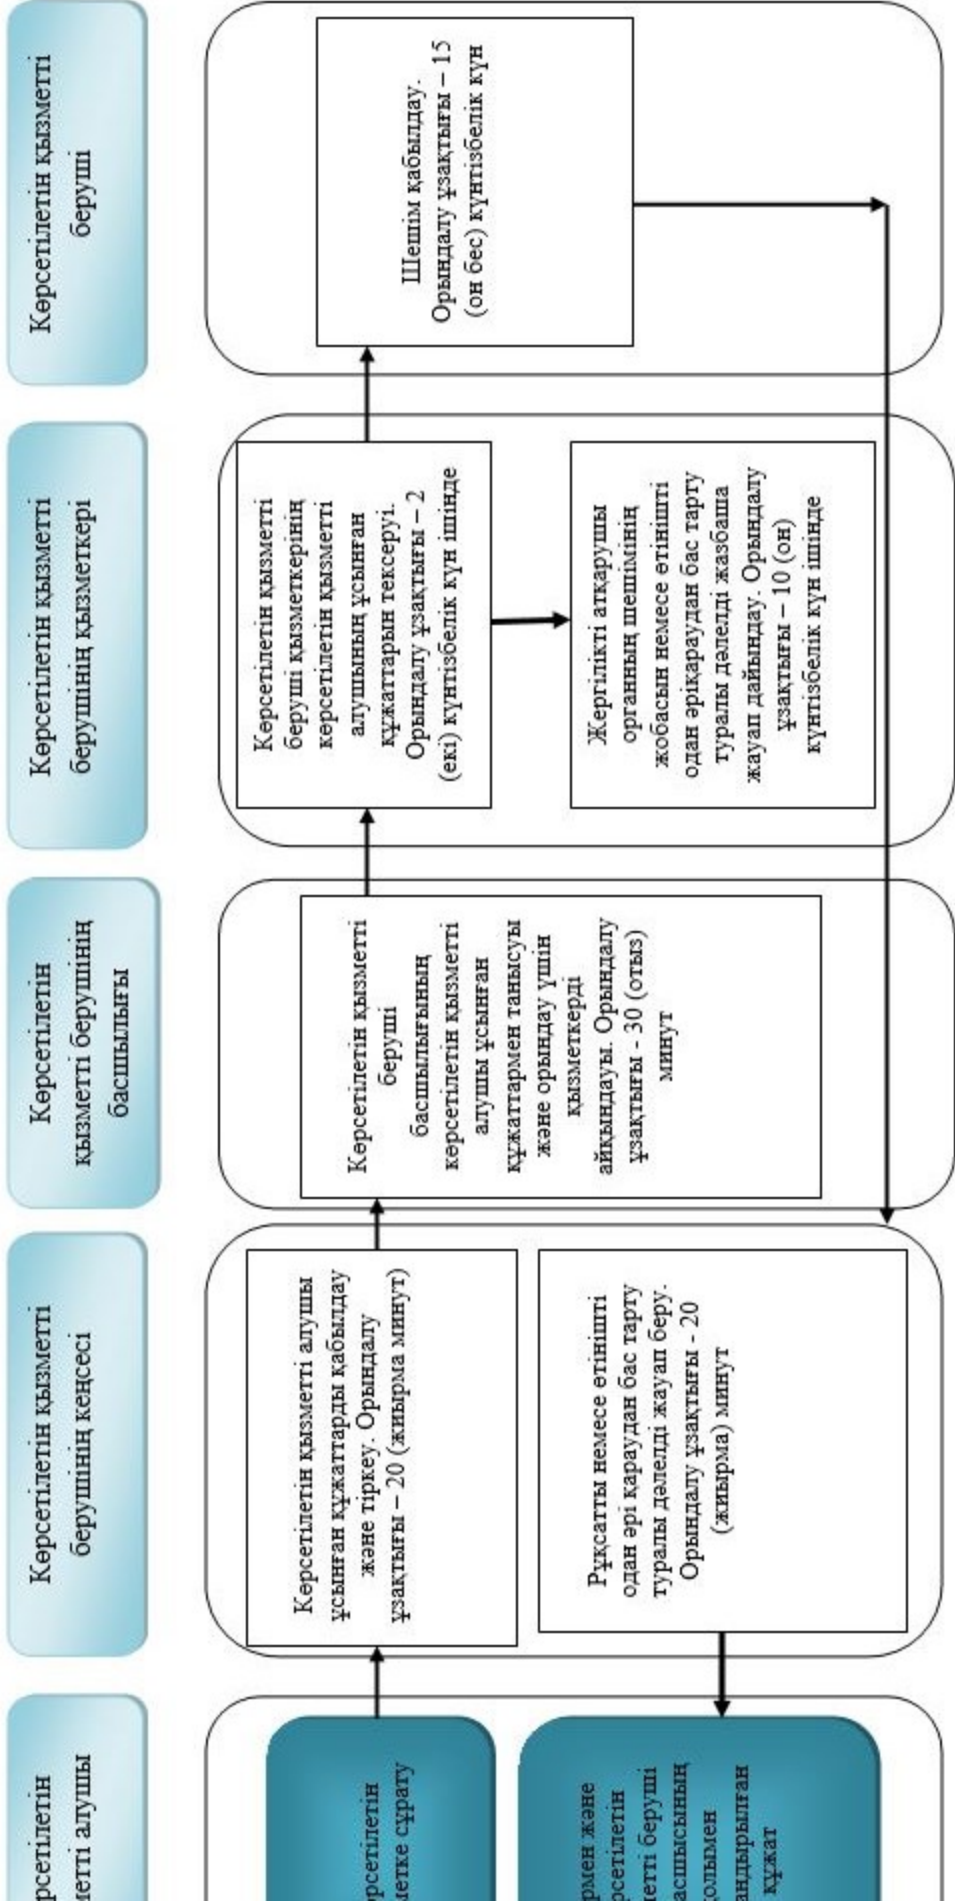 Көрсетілетін қызметті
берушінің кеңсесі
Көрсетілетін
қызметті берушінің
басшылығы
Көрсетілетін қызметті
берушінің қызметкері
Көрсетілетін қызметті
беруші
Көрсетілетін қызметті алушы
ұсынған құжаттарды қабылдау
және тіркеу. Орындалу
ұзақтығы – 20 (жиырма минут)
Көрсетілетін қызметті
беруші
басшылығының
көрсетілетін қызметті
алушы ұсынған
құжаттармен танысуы
және орындау үшін
қызметкерді
айқындауы. Орындалу
ұзақтығы - 30 (отыз)
минут
Көрсетілетін қызметті
беруші қызметкерінің
көрсетілетін қызметті
алушының ұсынған
құжаттарын тексеруі.
Орындалу ұзақтығы – 2
(екі) күнтізбелік күн ішінде
Шешім қабылдау.
Орындалу ұзақтығы – 15
(он бес) күнтізбелік күн
Жергілікті атқарушы
органның шешімінің
жобасын немесе өтінішті
одан әріқараудан бас тарту
туралы дәлелді жазбаша
жауап дайындау. Орындалу
ұзақтығы – 10 (он)
күнтізбелік күн ішінде
Рұқсатты немесе өтінішті
одан әрі қараудан бас тарту
туралы дәлелді жауап беру.
Орындалу ұзақтығы - 20
(жиырма) минут
алушы
сұрату
және
беруші
құжат